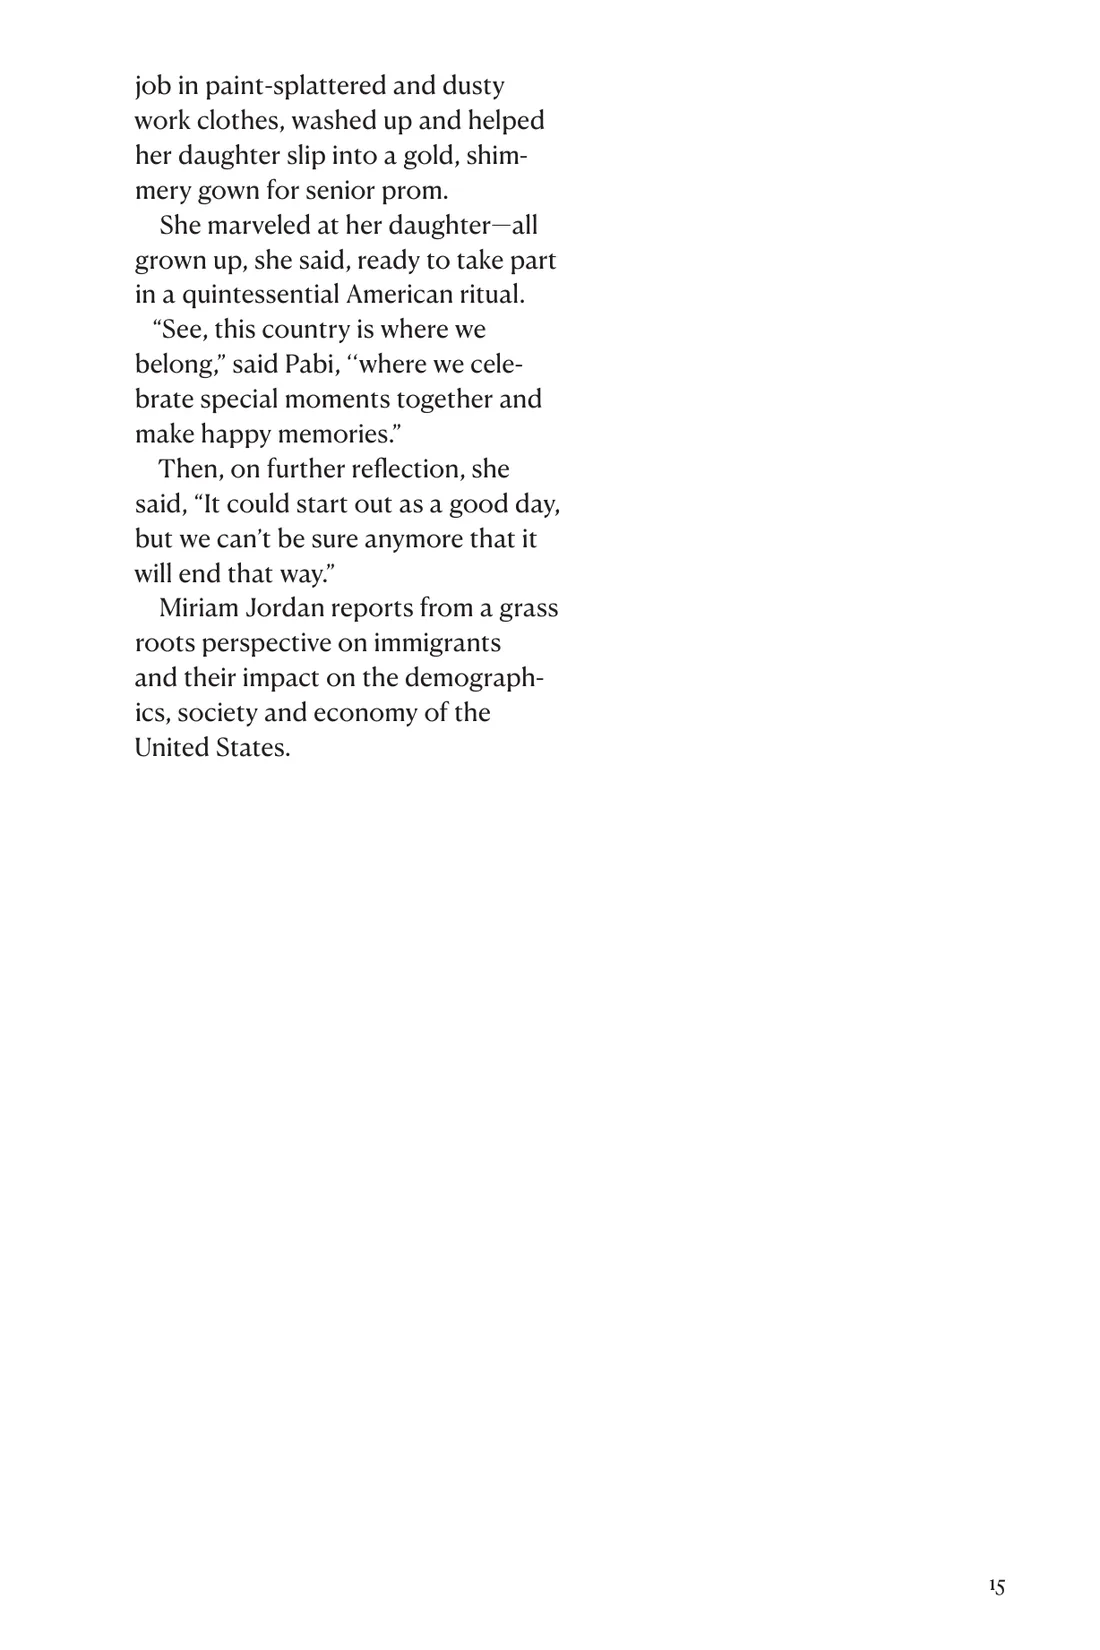 job in paint-splattered and dusty
work clothes, washed up and helped
her daughter slip into a gold, shim-
mery gown for senior prom.
She marveled at her daughter—all
grown up, she said, ready to take part
in a quintessential American ritual.
“See, this country is where we
belong,” said Pabi, ‘‘where we cele-
brate special moments together and
make happy memories.”
Then, on further reflection, she
said, “It could start out as a good day,
but we can’t be sure anymore that it
will end that way.”
Miriam Jordan reports from a grass
roots perspective on immigrants
and their impact on the demograph-
ics, society and economy of the
United States.
15